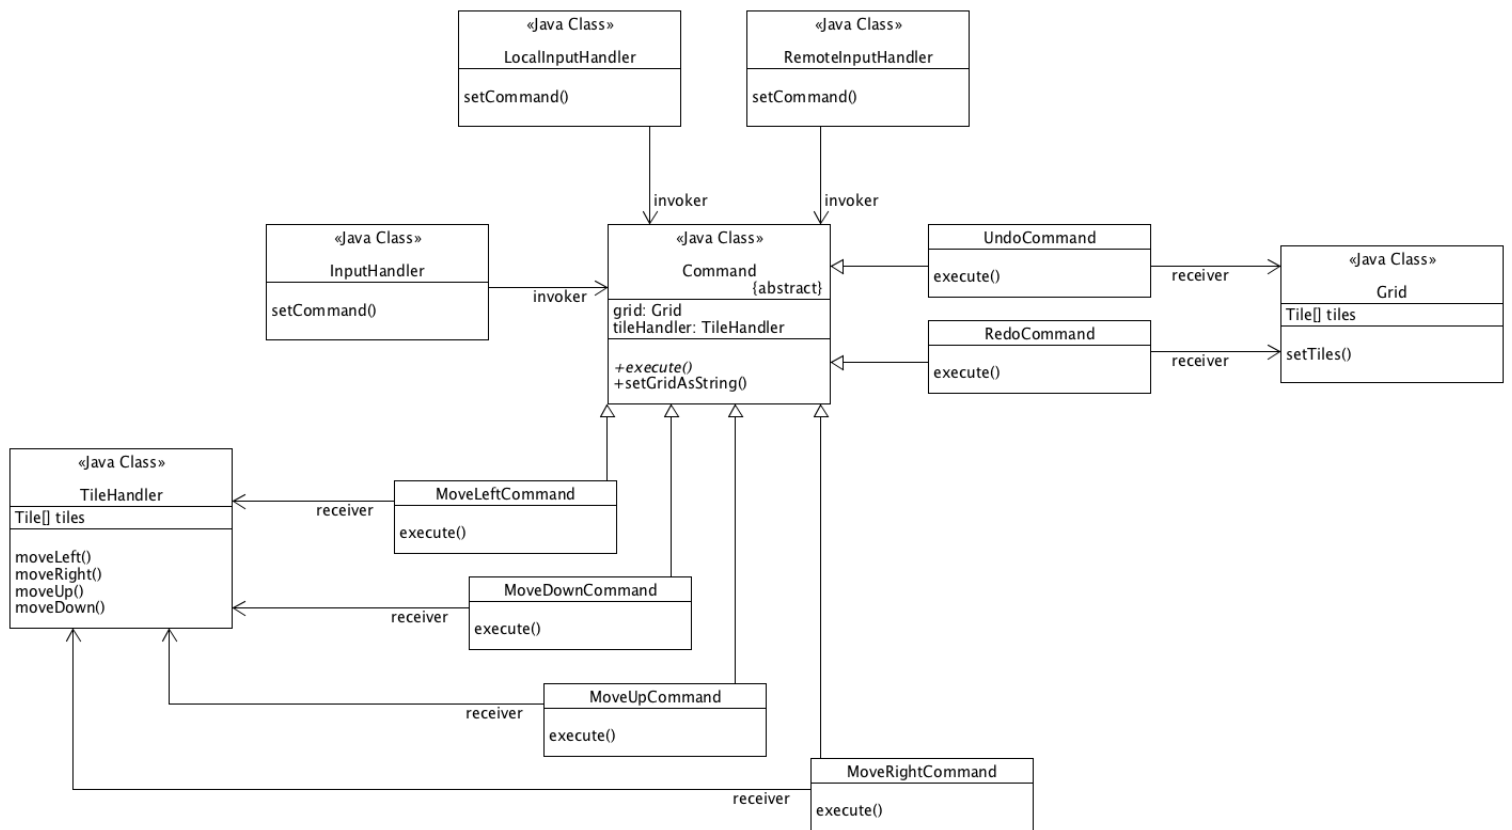 «Java Class»
LocalInputHandler
setCommand()
«Java Class»
RemoteInputHandler
setCommand()
invoker
invoker
«Java Class»
InputHandler
setCommand()
invoker
«Java Class»
Command
{abstract}
grid: Grid
tileHandler: TileHandler
+execute()
+setGridAsString()
UndoCommand
execute()
receiver
RedoCommand
execute()
receiver
«Java Class»
Grid
Tile[] tiles
setTiles()
«Java Class»
TileHandler
Tile[] tiles
moveLeft()
moveRight()
moveUp()
moveDown()
MoveLeftCommand
execute()
receiver
MoveDownCommand
execute()
receiver
MoveUpCommand
execute()
receiver
MoveRightCommand
execute()
receiver